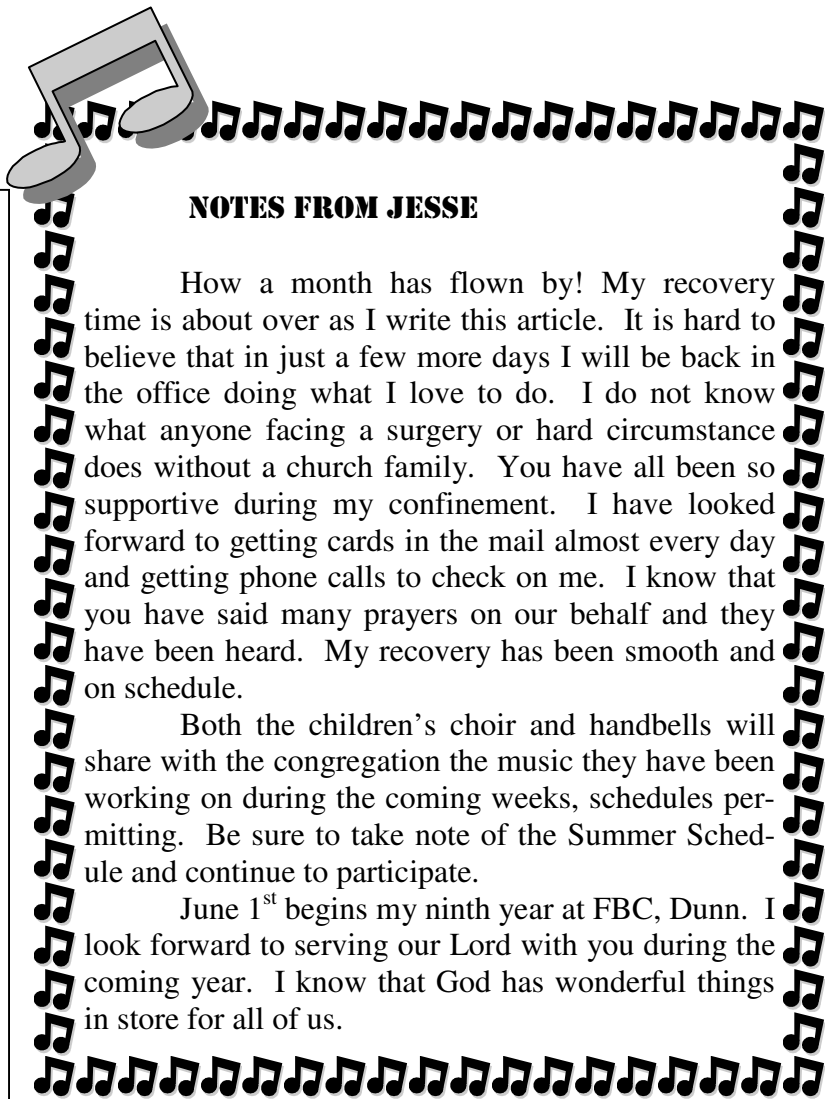 NOTES FROM JESSE
How a month has flown by! My recovery
time is about over as I write this article. It is hard to
believe that in just a few more days I will be back in
the office doing what I love to do. I do not know
what anyone facing a surgery or hard circumstance
does without a church family. You have all been so
supportive during my confinement. I have looked
forward to getting cards in the mail almost every day
and getting phone calls to check on me. I know that
you have said many prayers on our behalf and they
have been heard. My recovery has been smooth and
on schedule.
Both the children’s choir and handbells will
share with the congregation the music they have been
working on during the coming weeks, schedules per-
mitting. Be sure to take note of the Summer Sched-
ule and continue to participate.
June 1st begins my ninth year at FBC, Dunn. I
look forward to serving our Lord with you during the
coming year. I know that God has wonderful things
in store for all of us.